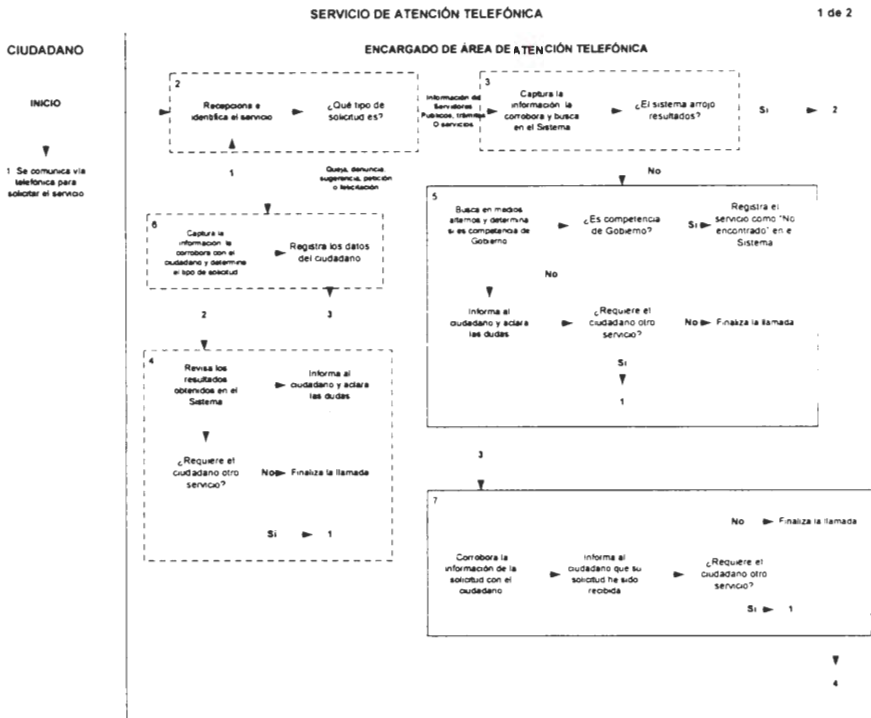 SERVICIO DE ATENCIÓN TELEFÓNICA
1 de 2
CIUDADANO
ENCARGADO DE ÁREA DE ATENCIÓN TELEFÓNICA
INICIO
1 Se comunica vía
telefónica para
solicitar el servicio
2
Recepciona e
identifica el servicio
¿Qué tipo de
solicitud es?
Información de
Servidores
Públicos, trámites
O servicios
3
Captura la
información la
corrobora y busca
en el Sistema
¿El sistema arrojo
resultados?
Si
2
No
1
Queja, denuncia,
sugerencia, petición
o felicitación
6
Captura la
información la
corrobora con el
ciudadano y determina
el tipo de solicitud
Registra los datos
del ciudadano
2
3
5
Busca en medios
alternos y determina
si es competencia de
Gobierno
¿Es competencia
de Gobierno?
Si
Registra el
servicio como "No
encontrado" en e
Sistema
No
Informa al
ciudadano y aclara
las dudas
¿Requiere el
ciudadano otro
servicio?
No
Finaliza la llamada
Si
1
4
Revisa los
resultados
obtenidos en el
Sistema
Informa al
ciudadano y aclara
las dudas
¿Requiere el
ciudadano otro
servicio?
No
Finaliza la llamada
Si
1
3
7
Corrobora la
información de la
solicitud con el
ciudadano
Informa al
ciudadano que su
solicitud he sido
recibida
¿Requiere el
ciudadano otro
servicio?
No
Finaliza la llamada
Si
1
4